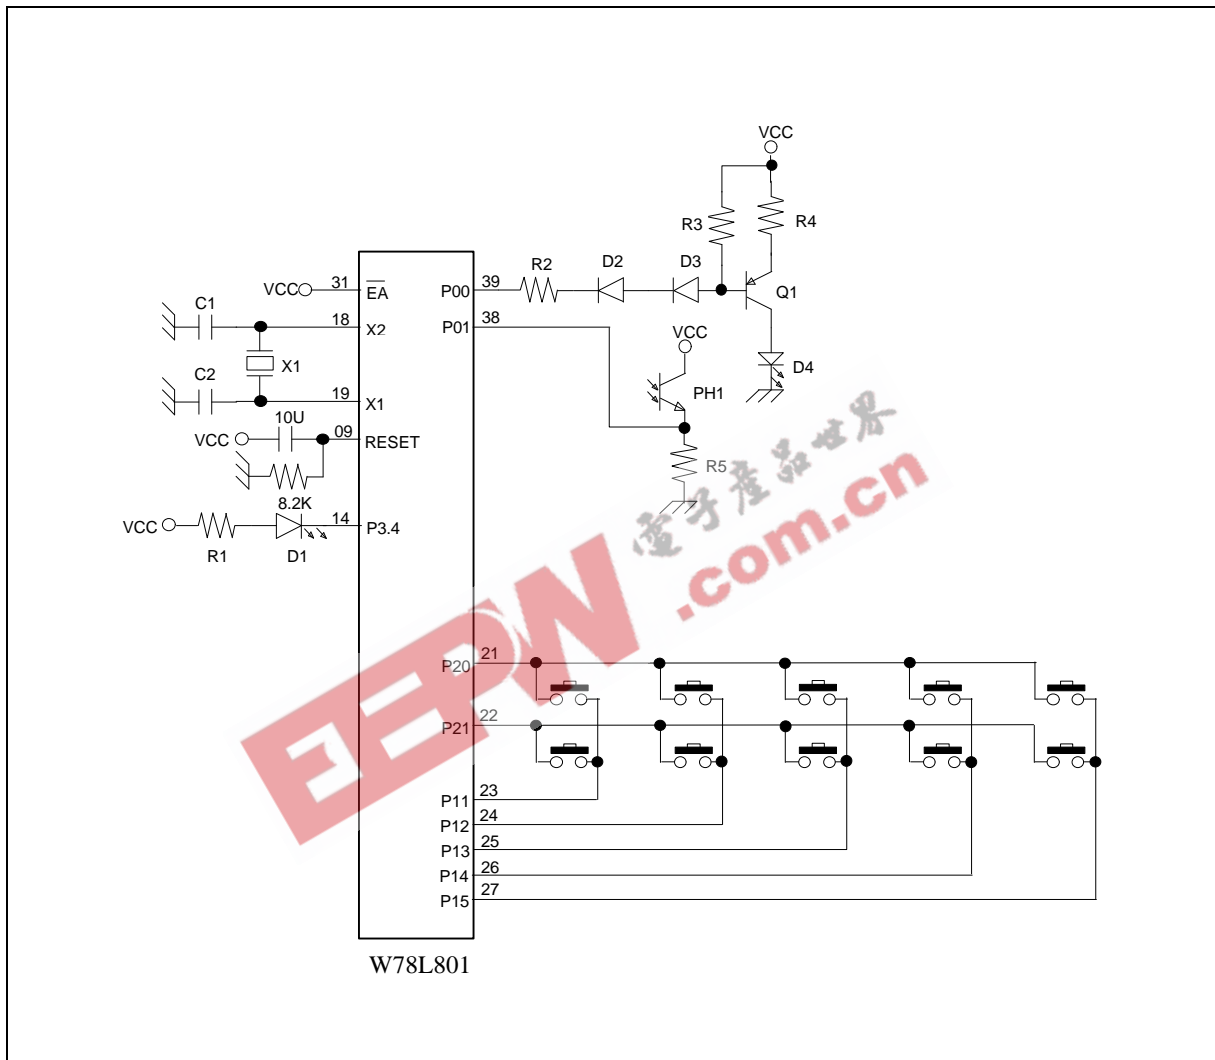 VCC
R3
R4
R2
D2
D3
Q1
VCC
31
EA
P00
39
C1
18
X2
P01
38
VCC
X1
D4
C2
19
X1
PH1
10U
VCC
09
RESET
R5
8.2K
VCC
14
P3.4
R1
D1
電子產品世界
.com.cn
EEPW
P20
21
P21
22
P11
23
P12
24
P13
25
P14
26
P15
27
W78L801